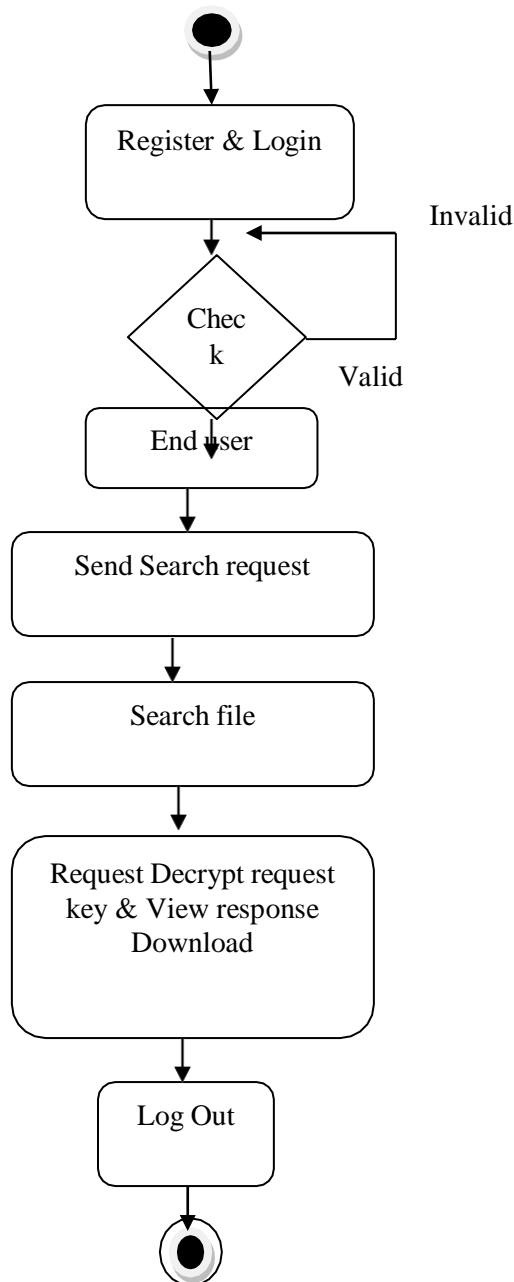 Register & Login
Invalid
Chec
k
Valid
End user
Send Search request
Search file
Request Decrypt request
key & View response
Download
Log Out